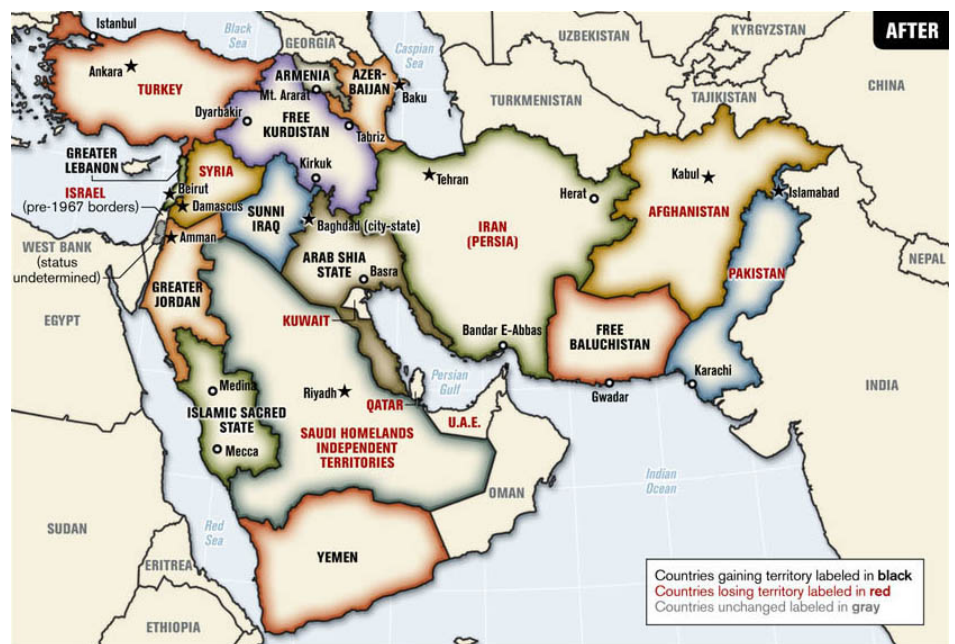 AFTER
Istanbul
Black
Sea
GEORGIA
Caspian
Sea
UZBEKISTAN
KYRGYZSTAN
Ankara
TURKEY
ARMENIA
AZER-
BAIJAN
Mt. Ararat
Baku
TURKMENISTAN
TAJIKISTAN
CHINA
Dyarbakir
FREE
KURDISTAN
Tabriz
GREATER
LEBANON
SYRIA
Kirkuk
Tehran
Herat
Kabul
Islamabad
ISRAEL
(pre-1967 borders)
Beirut
Damascus
SUNNI
IRAQ
Baghdad (city-state)
IRAN
(PERSIA)
AFGHANISTAN
WEST BANK
(status
undetermined)
Amman
ARAB SHIA
STATE
Basra
PAKISTAN
NEPAL
GREATER
JORDAN
EGYPT
KUWAIT
Bandar E-Abbas
FREE
BALUCHISTAN
Karachi
INDIA
Medina
ISLAMIC SACRED
STATE
Mecca
Riyadh
Persian
Gulf
QATAR
U.A.E.
Gwadar
SAUDI HOMELANDS
INDEPENDENT
TERRITORIES
OMAN
Indian
Ocean
SUDAN
Red
Sea
YEMEN
ERITREA
ETHIOPIA
Countries gaining territory labeled in black
Countries losing territory labeled in red
Countries unchanged labeled in gray